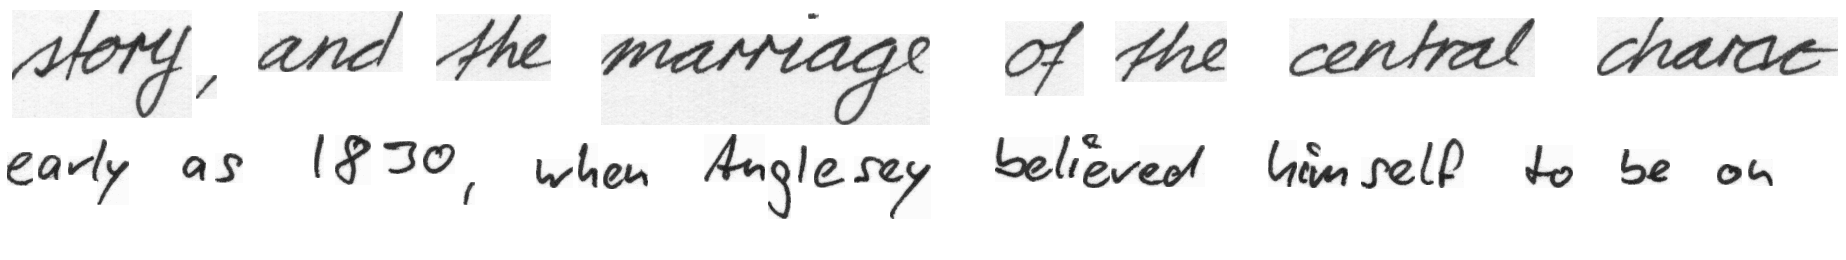 story, and the marriage of the central charac
early as 1830, when Anglesey believed himself to be on